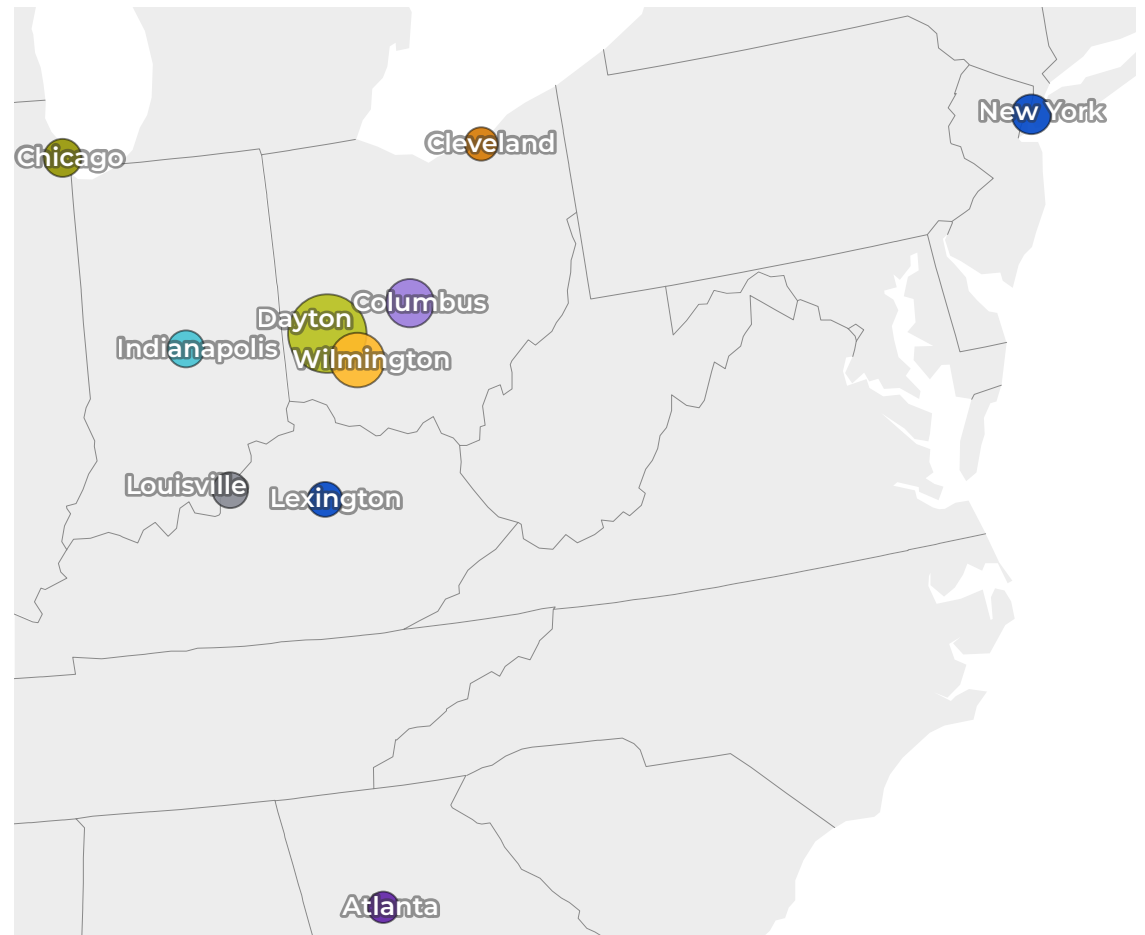 New York
Cleveland
Chicago
Columbus
Dayton
Indianapolis
Wilmington
Louisville
Lexington
Atlanta